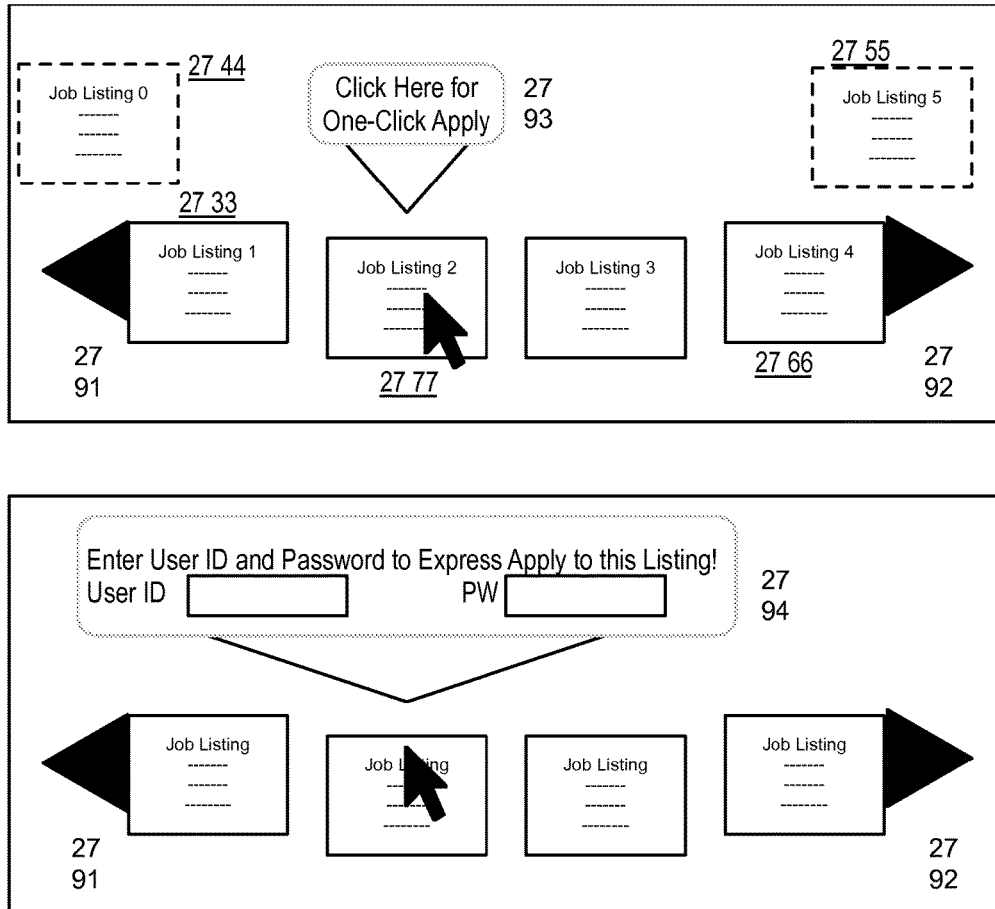 27 44
27 55
Job Listing 0
Click Here for
One-Click Apply
27
93
Job Listing 5
27 33
Job Listing 1
Job Listing 2
Job Listing 3
Job Listing 4
27
91
27 77
27 66
27
92
Enter User ID and Password to Express Apply to this Listing!
User ID
PW
27
94
Job Listing
Job Listing
Job Listing
Job Listing
27
91
27
92